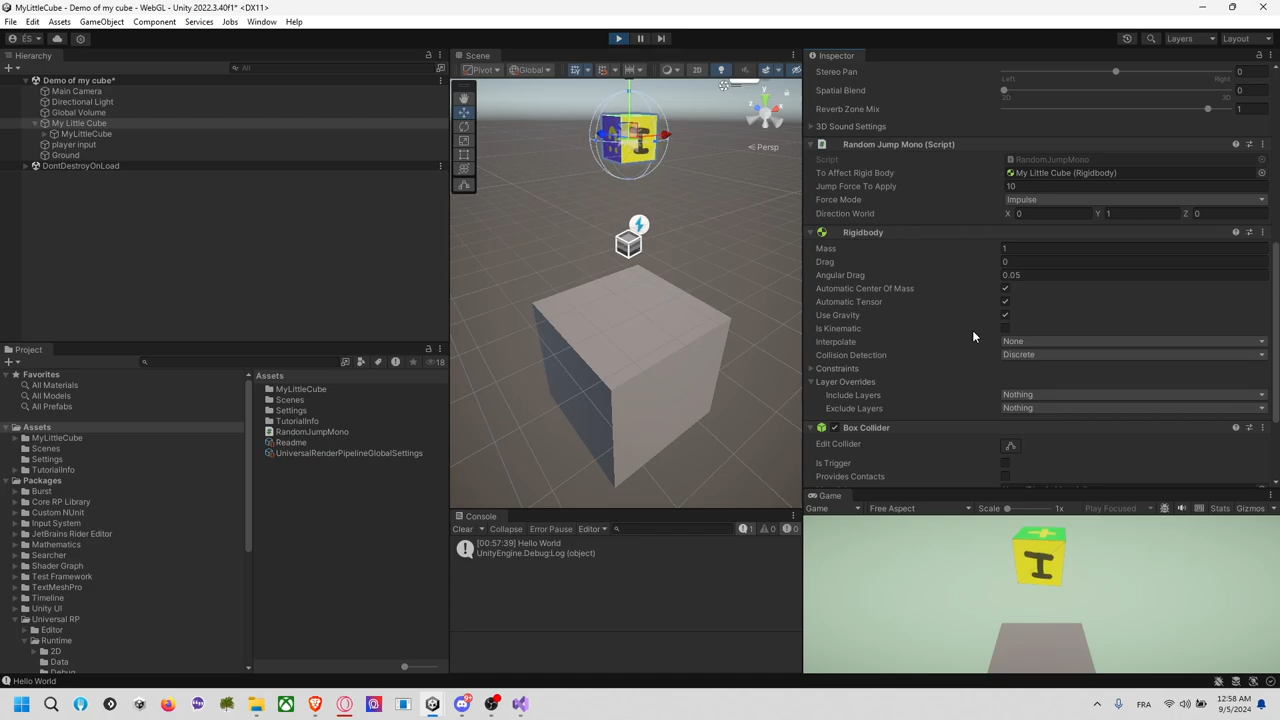 MyLittleCube - Demo of my cube - WebGL - Unity 2022.3.40f1* <DX11>
File Edit Assets GameObject Component Services Jobs Window Help
ÉS
Layers
Layout
Hierarchy
All
Demo of my cube*
Main Camera
Directional Light
Global Volume
My Little Cube
MyLittleCube
player input
Ground
DontDestroyOnLoad
Project
18
Favorites
All Materials
All Models
All Prefabs
Assets
MyLittleCube
Scenes
Settings
TutorialInfo
Packages
Burst
Core RP Library
Custom NUnit
Input System
JetBrains Rider Editor
Mathematics
Searcher
Shader Graph
Test Framework
TextMeshPro
Timeline
Unity UI
Universal RP
Editor
Runtime
2D
Data
Debug
Assets
MyLittleCube
Scenes
Settings
TutorialInfo
RandomJumpMono
Readme
UniversalRenderPipelineGlobalSettings
Scene
Pivot Global 2D
y
Persp
I
Console
Clear Collapse Error Pause Editor 1 0 0
[00:57:39] Hello World
UnityEngine.Debug:Log (object)
Inspector
Stereo Pan 0
Left Right
Spatial Blend 0
2D 3D
Reverb Zone Mix 1
3D Sound Settings
Random Jump Mono (Script)
Script RandomJumpMono
To Affect Rigid Body My Little Cube (Rigidbody)
Jump Force To Apply 10
Force Mode Impulse
Direction World X 0 Y 1 Z 0
Rigidbody
Mass 1
Drag 0
Angular Drag 0.05
Automatic Center Of Mass
Automatic Tensor
Use Gravity
Is Kinematic
Interpolate None
Collision Detection Discrete
Constraints
Layer Overrides
Include Layers Nothing
Exclude Layers Nothing
Box Collider
Edit Collider
Is Trigger
Provides Contacts
Game
Game Free Aspect Scale 1x Play Focused Stats Gizmos
I
Hello World
FRA
12:58 AM
9/5/2024